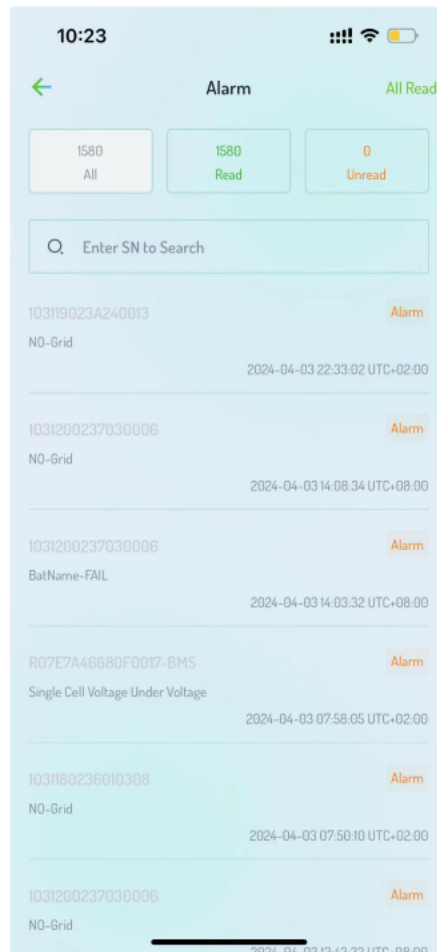 10:23
Alarm
All Read
1580
All
1580
Read
0
Unread
Enter SN to Search
103119023A240013
Alarm
NO-Grid
2024-04-03 22:33:02 UTC+02:00
1031200237030006
Alarm
NO-Grid
2024-04-03 14:08:34 UTC+08:00
1031200237030006
Alarm
BatName-FAIL
2024-04-03 14:03:32 UTC+08:00
R07E7A46680F0017-BMS
Alarm
Single Cell Voltage Under Voltage
2024-04-03 07:58:05 UTC+02:00
1031180236010308
Alarm
NO-Grid
2024-04-03 07:50:10 UTC+02:00
1031200237030006
Alarm
NO-Grid